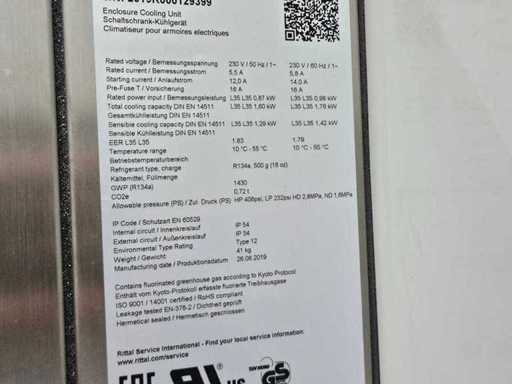 Enclosure Cooling Unit
Schaltschrank-Kühlgerät
Climatiseur pour armoires electriques
Rated voltage / Bemessungsspannung 230 V / 50 Hz / 1~ 230 V / 60 Hz / 1~
Rated current / Bemessungsstrom 5,5 A 5,8 A
Starting current / Anlaufstrom 12,0 A 14,0 A
Pre-Fuse T / Vorsicherung T 16 A 16 A
Rated power input / Bemessungsleistung L35 L35 0,87 kW L35 L35 0,98 kW
Total cooling capacity DIN EN 14511 L35 L35 1,60 kW L35 L35 1,76 kW
Gesamtkühlleistung DIN EN 14511
Sensible cooling capacity DIN EN 14511 L35 L35 1,29 kW L35 L35 1,42 kW
Sensible Kühlleistung DIN EN 14511
EER L35 L35 1.83 1.79
Temperature range 10 °C - 55 °C 10 °C - 55 °C
Betriebstemperaturbereich
Refrigerant type, charge R134a, 500 g (18 oz)
Kältemittel, Füllmenge
GWP (R134a) 1430
CO2e 0,72 t
Allowable pressure (PS) / Zul. Druck (PS) HP 406psi, LP 232psi HD 2,8MPa, ND 1,6MPa
IP Code / Schutzart EN 60529
Internal circuit / Innenkreislauf IP 54
External circuit / Außenkreislauf IP 54
Environmental Type Rating Type 12
Weight / Gewicht 41 kg
Manufacturing date / Produktionsdatum 26.08.2019
Contains fluorinated greenhouse gas according to Kyoto Protocol
Enthält vom Kyoto-Protokoll erfasste fluorierte Treibhausgase
ISO 9001 / 14001 certified / RoHS compliant
Leakage tested EN-378-2 / Dichtheit geprüft
Hermetically sealed / Hermetisch geschlossen
Rittal Service International - Find us here:
www.rittal.com/service
EAC UL US GS